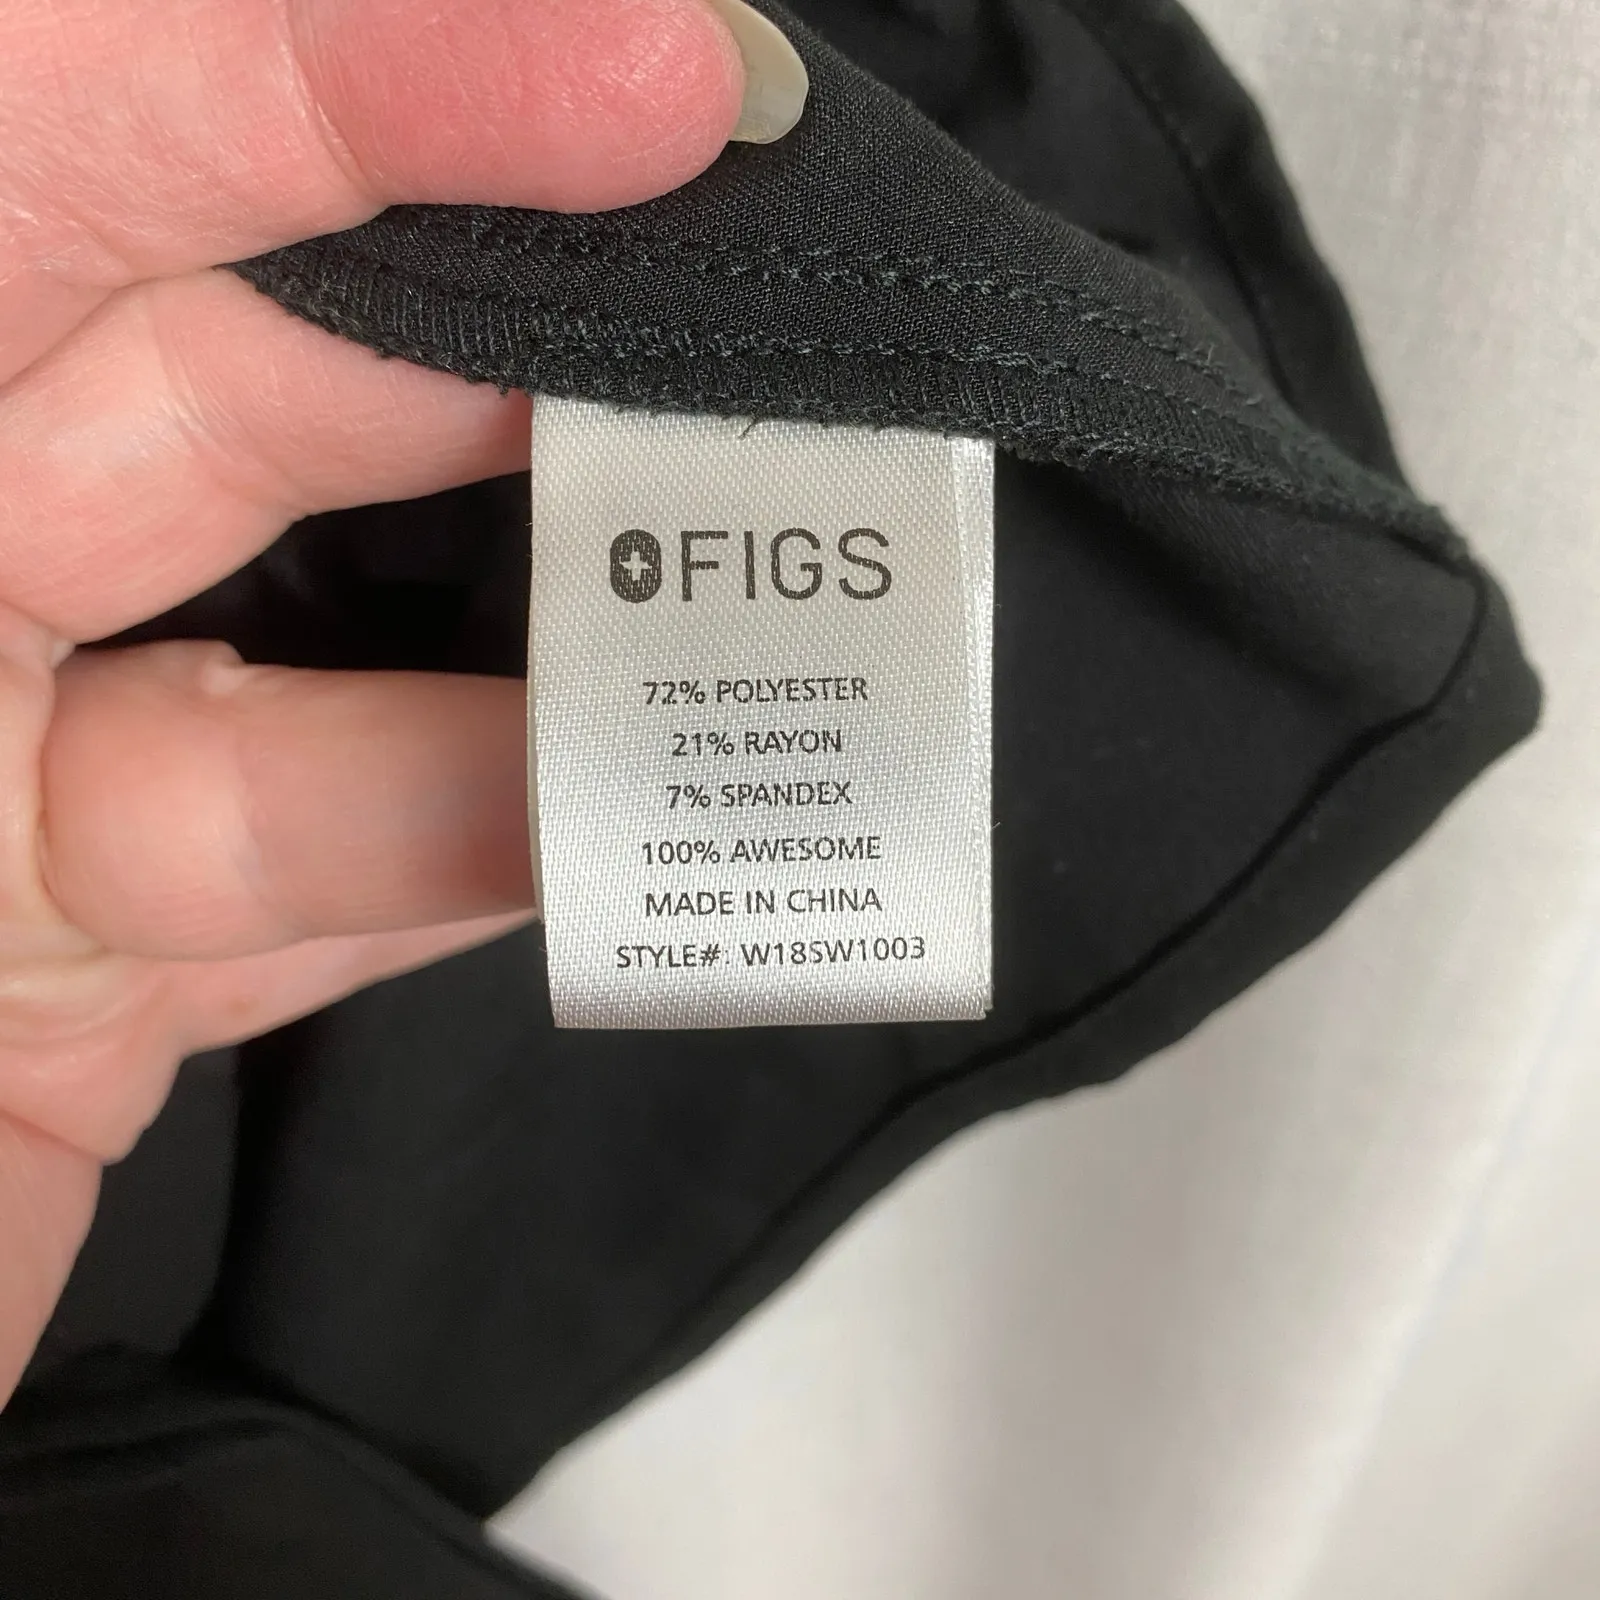 FIGS
72% POLYESTER
21% RAYON
7% SPANDEX
100% AWESOME
MADE IN CHINA
STYLE#: W18SW1003